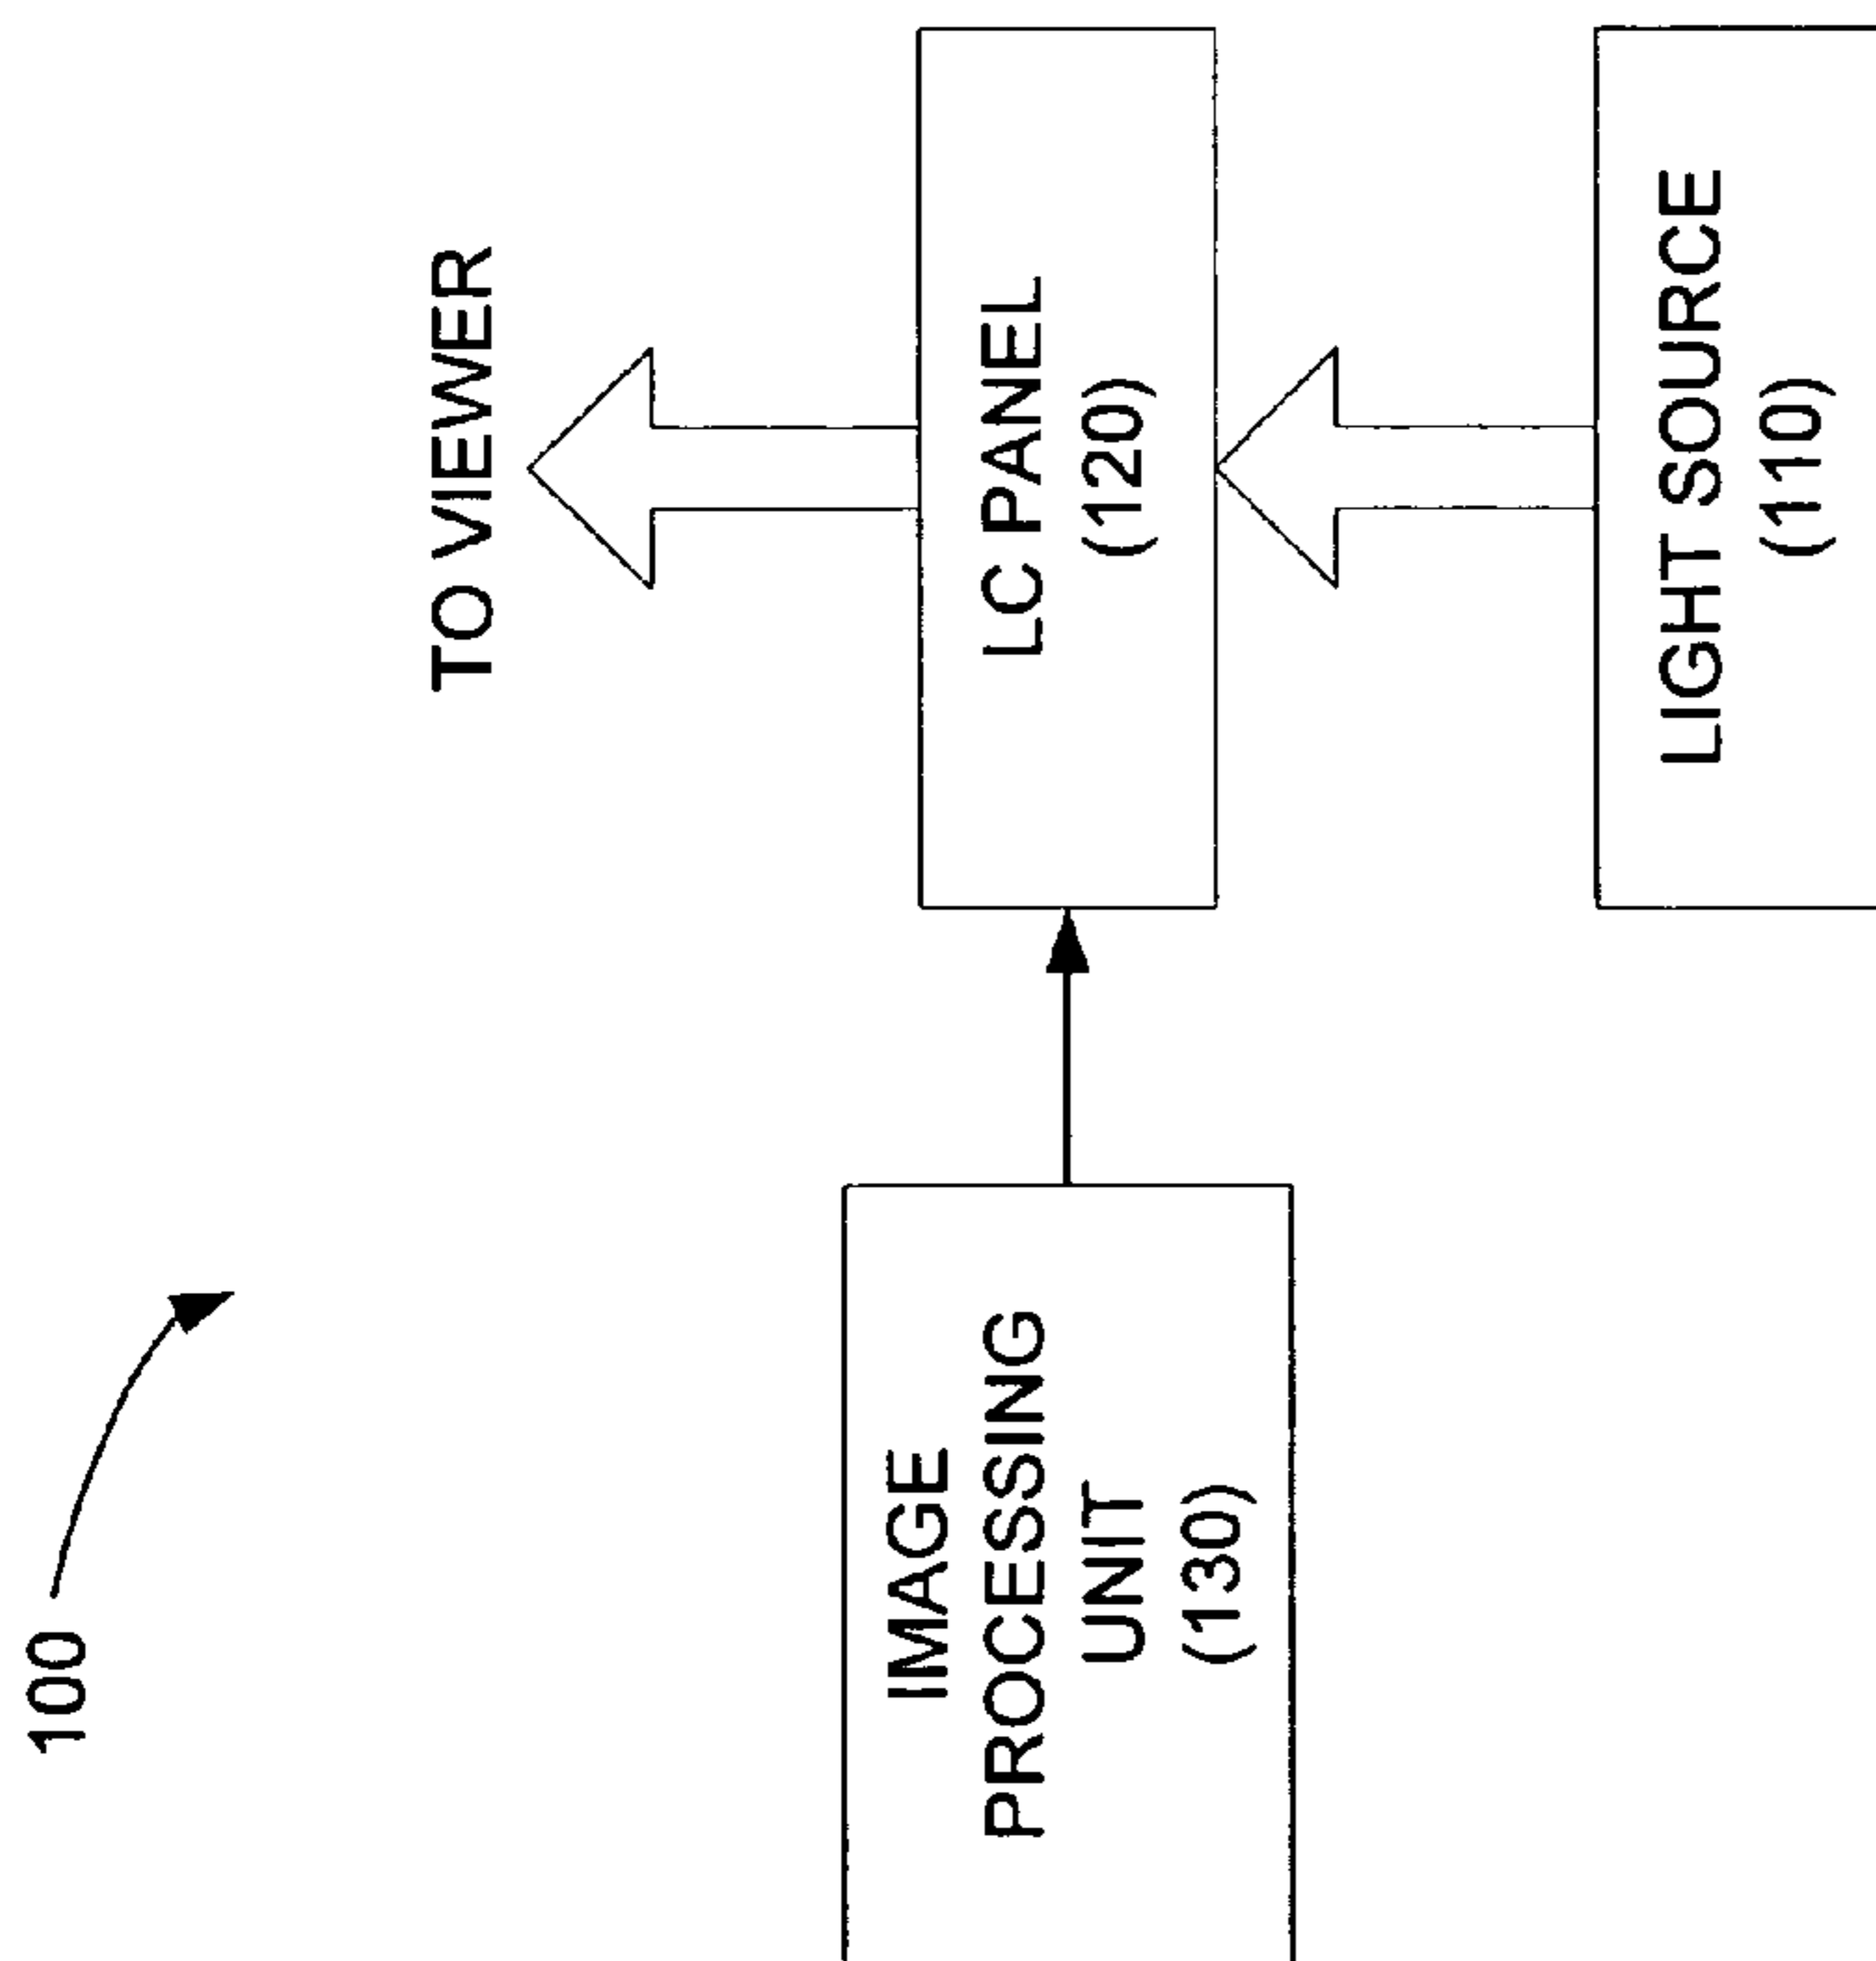 100
TO VIEWER
IMAGE
PROCESSING
UNIT
(130)
LC PANEL
(120)
LIGHT SOURCE
(110)